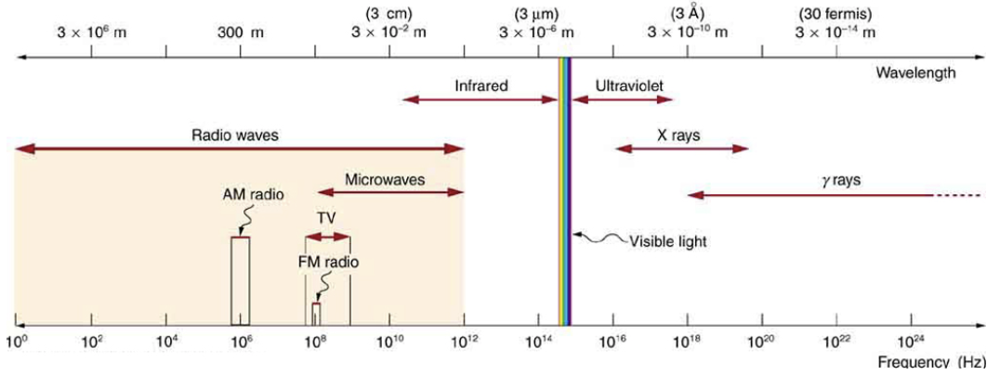 (3 cm) (3 μm) (3 Å) (30 fermis)
3 × 10⁶ m 300 m 3 × 10⁻² m 3 × 10⁻⁶ m 3 × 10⁻¹⁰ m 3 × 10⁻¹⁴ m
Wavelength
Infrared Ultraviolet
Radio waves X rays
Microwaves γ rays
AM radio
TV
Visible light
FM radio
10⁰ 10² 10⁴ 10⁶ 10⁸ 10¹⁰ 10¹² 10¹⁴ 10¹⁶ 10¹⁸ 10²⁰ 10²² 10²⁴
Frequency (Hz)